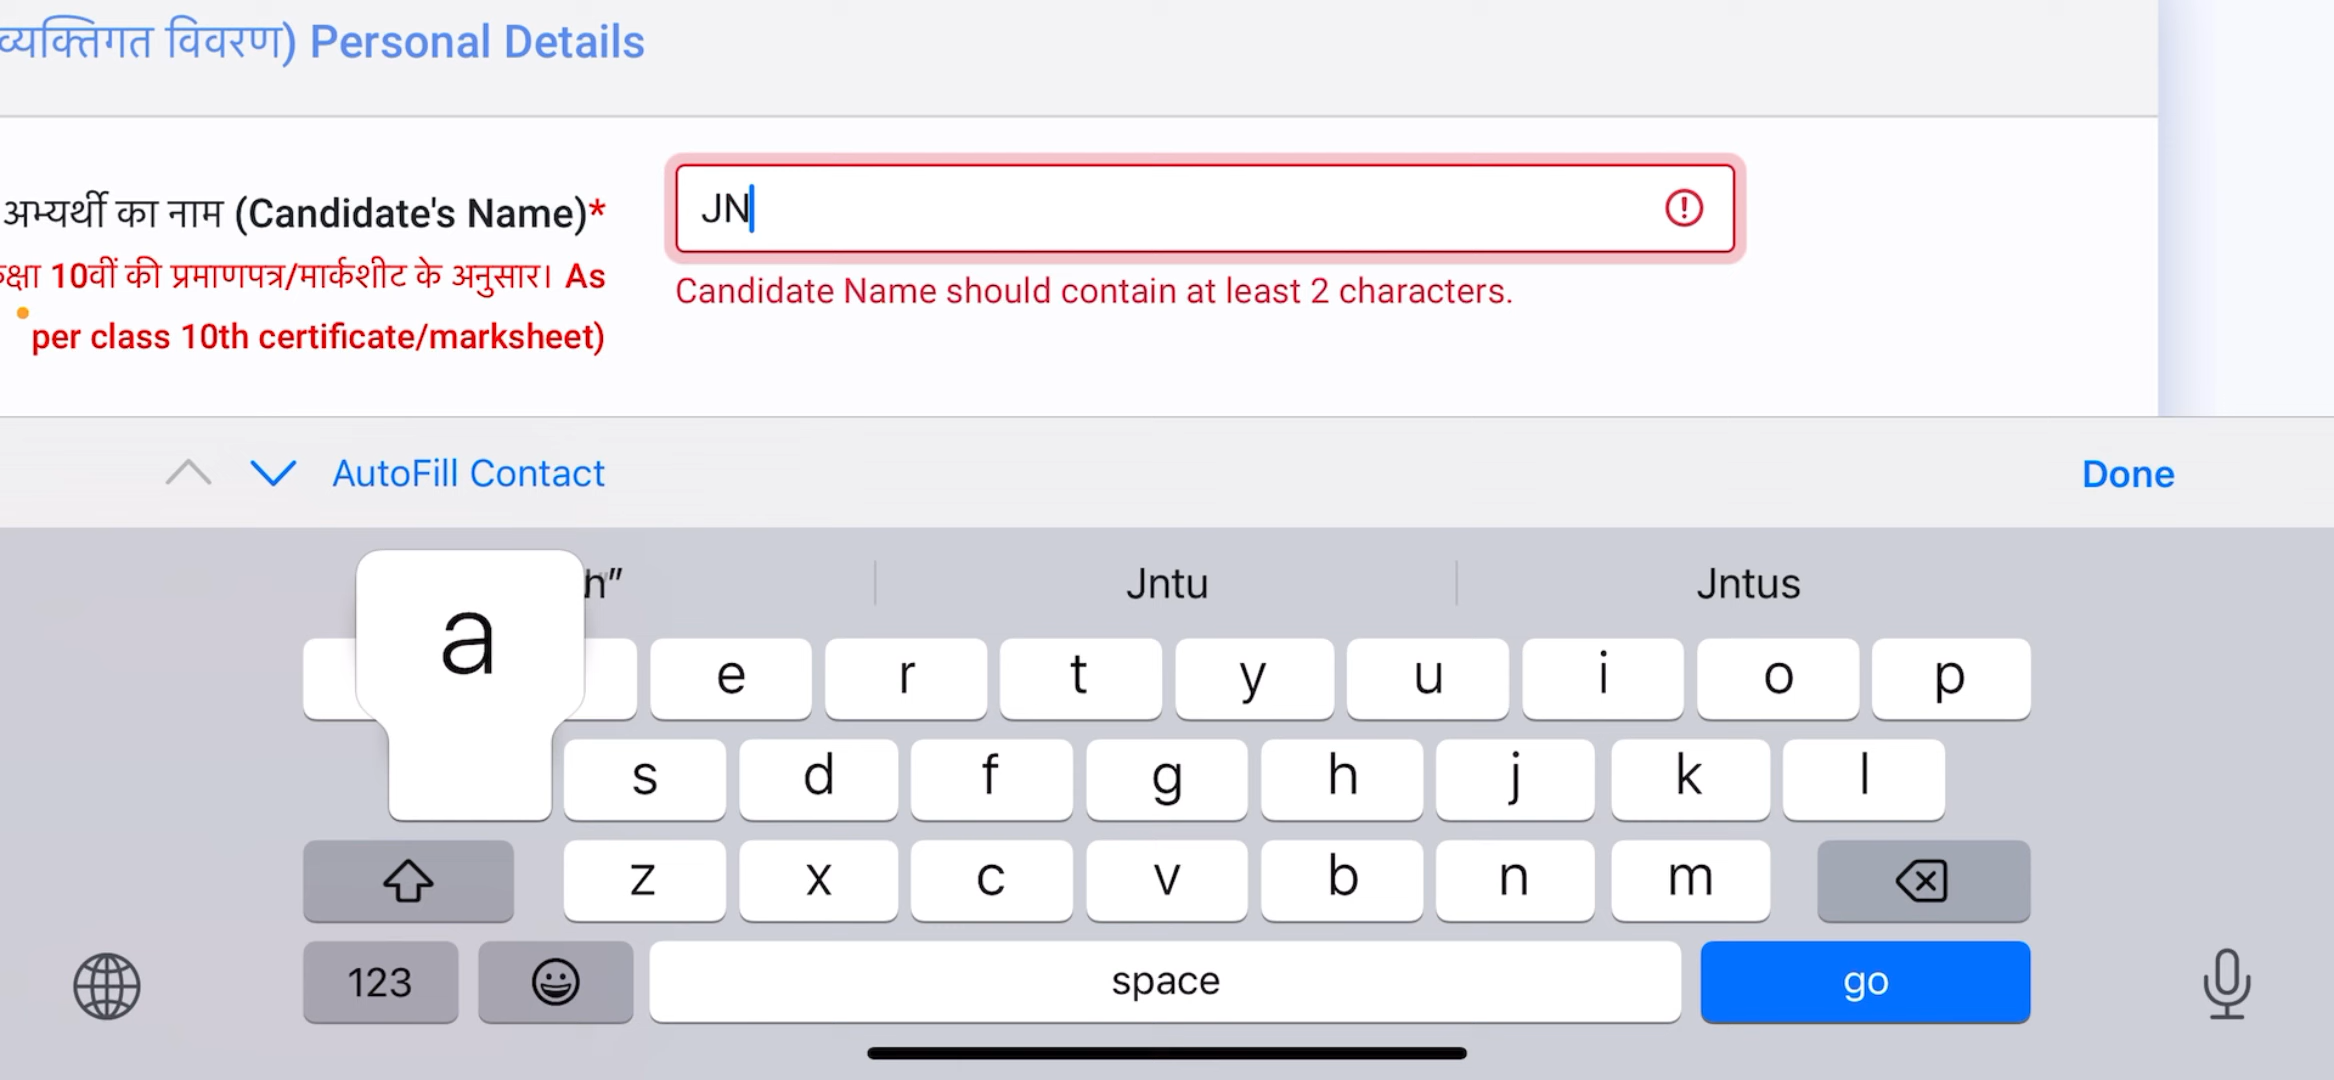 व्यक्तिगत विवरण) Personal Details
अभ्यर्थी का नाम (Candidate's Name)*
JN
10वीं की प्रमाणपत्र/मार्कशीट के अनुसार। As
per class 10th certificate/marksheet)
Candidate Name should contain at least 2 characters.
AutoFill Contact
Done
h"
Jntu
Jntus
a
e r t y u i o p
s d f g h j k l
z x c v b n m
123
space
go